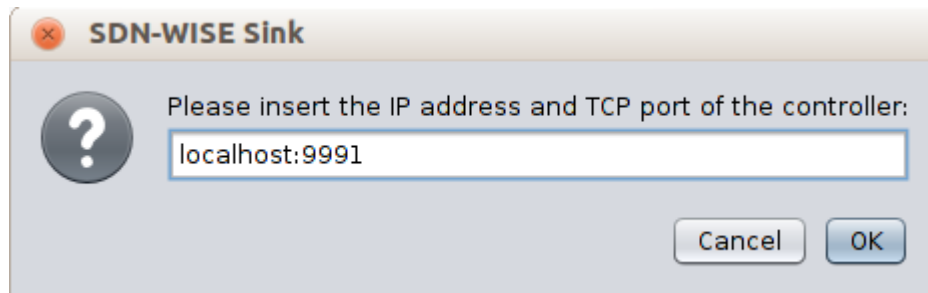 SDN-WISE Sink
Please insert the IP address and TCP port of the controller:
localhost:9991
Cancel OK